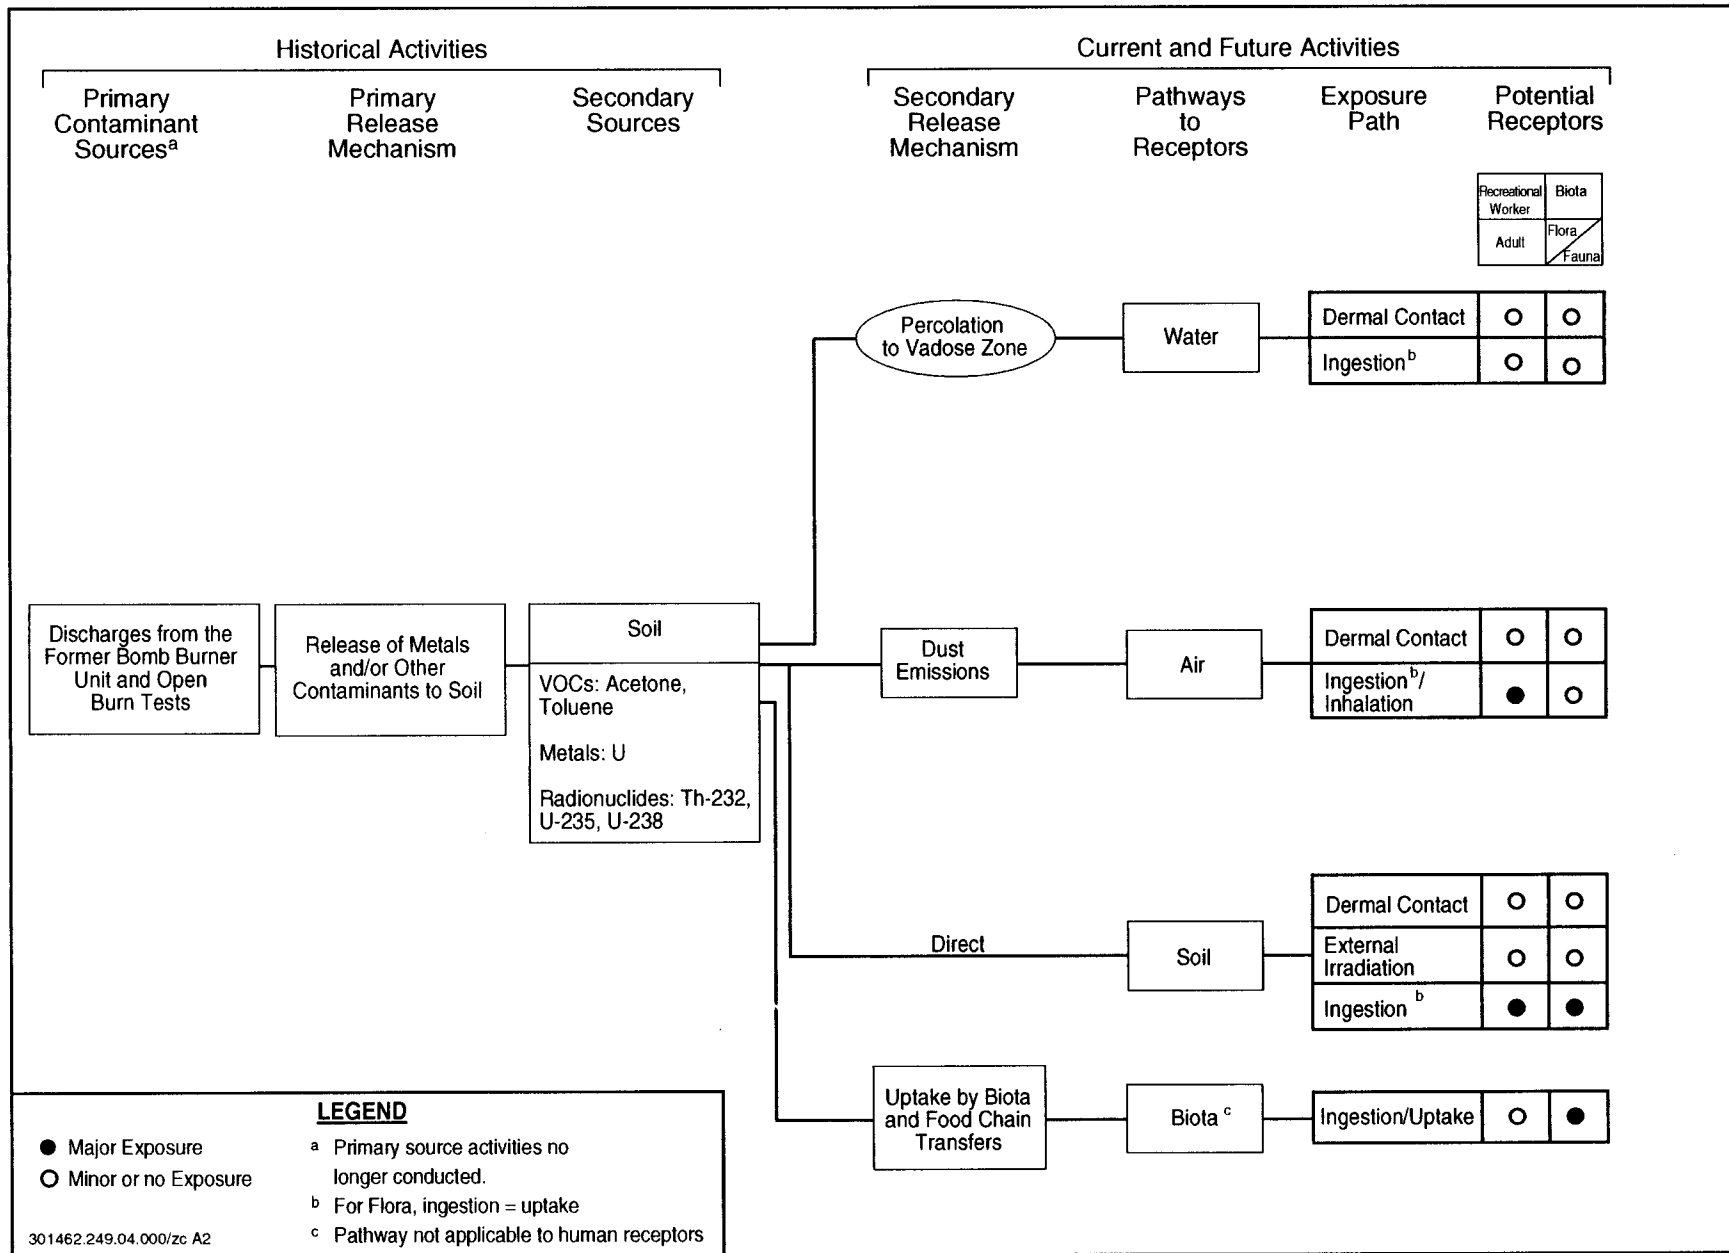 Historical Activities
Current and Future Activities
Primary
Contaminant
Sources a
Primary
Release
Mechanism
Secondary
Sources
Secondary
Release
Mechanism
Pathways
to
Receptors
Exposure
Path
Potential
Receptors
Recreational
Worker
Biota
Adult
Flora
Fauna
Percolation
to Vadose Zone
Water
Dermal Contact
Ingestion b
Discharges from the
Former Bomb Burner
Unit and Open
Burn Tests
Release of Metals
and/or Other
Contaminants to Soil
Soil
VOCs: Acetone,
Toluene
Metals: U
Radionuclides: Th-232,
U-235, U-238
Dust
Emissions
Air
Dermal Contact
Ingestion b/
Inhalation
Direct
Soil
Dermal Contact
External
Irradiation
Ingestion b
Uptake by Biota
and Food Chain
Transfers
Biota c
Ingestion/Uptake
LEGEND
Major Exposure
Minor or no Exposure
a Primary source activities no
longer conducted.
b For Flora, ingestion = uptake
c Pathway not applicable to human receptors
301462.249.04.000/zc A2